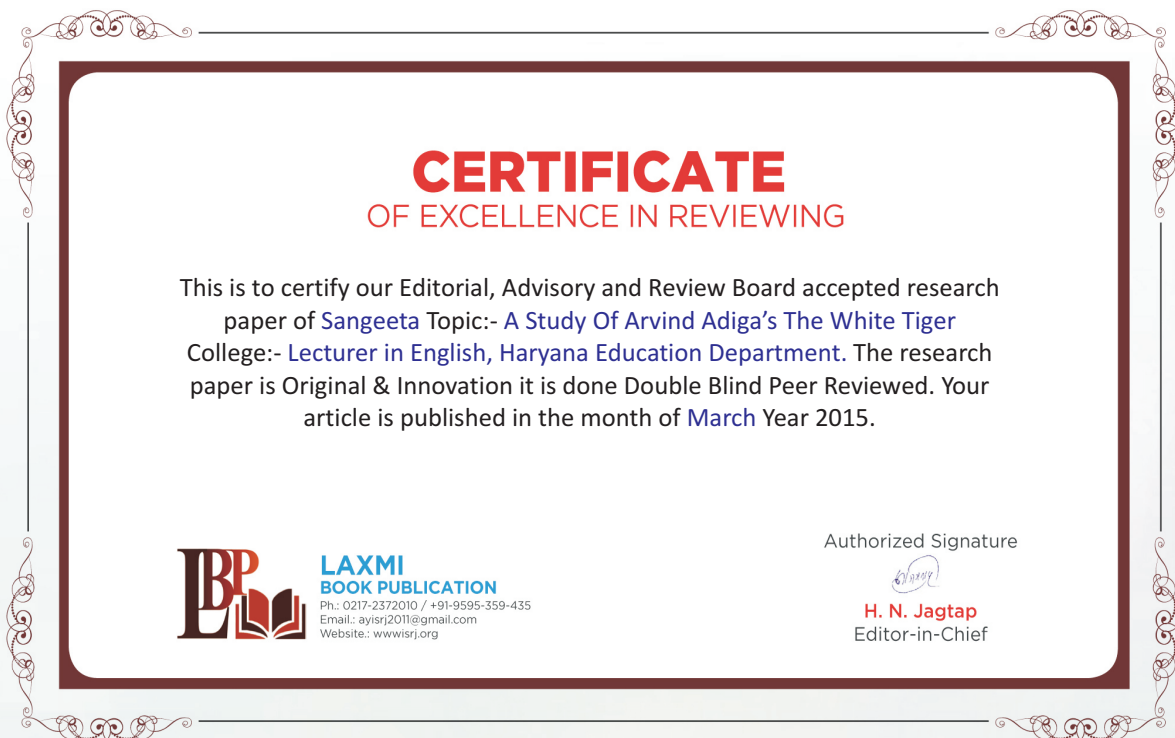 CERTIFICATE
OF EXCELLENCE IN REVIEWING
This is to certify our Editorial, Advisory and Review Board accepted research
paper of Sangeeta Topic:- A Study Of Arvind Adiga’s The White Tiger
College:- Lecturer in English, Haryana Education Department. The research
paper is Original & Innovation it is done Double Blind Peer Reviewed. Your
article is published in the month of March Year 2015.
LBP
LAXMI
BOOK PUBLICATION
Ph.: 0217-2372010 / +91-9595-359-435
Email.: ayisrj2011@gmail.com
Website.: wwwisrj.org
Authorized Signature
H. N. Jagtap
Editor-in-Chief